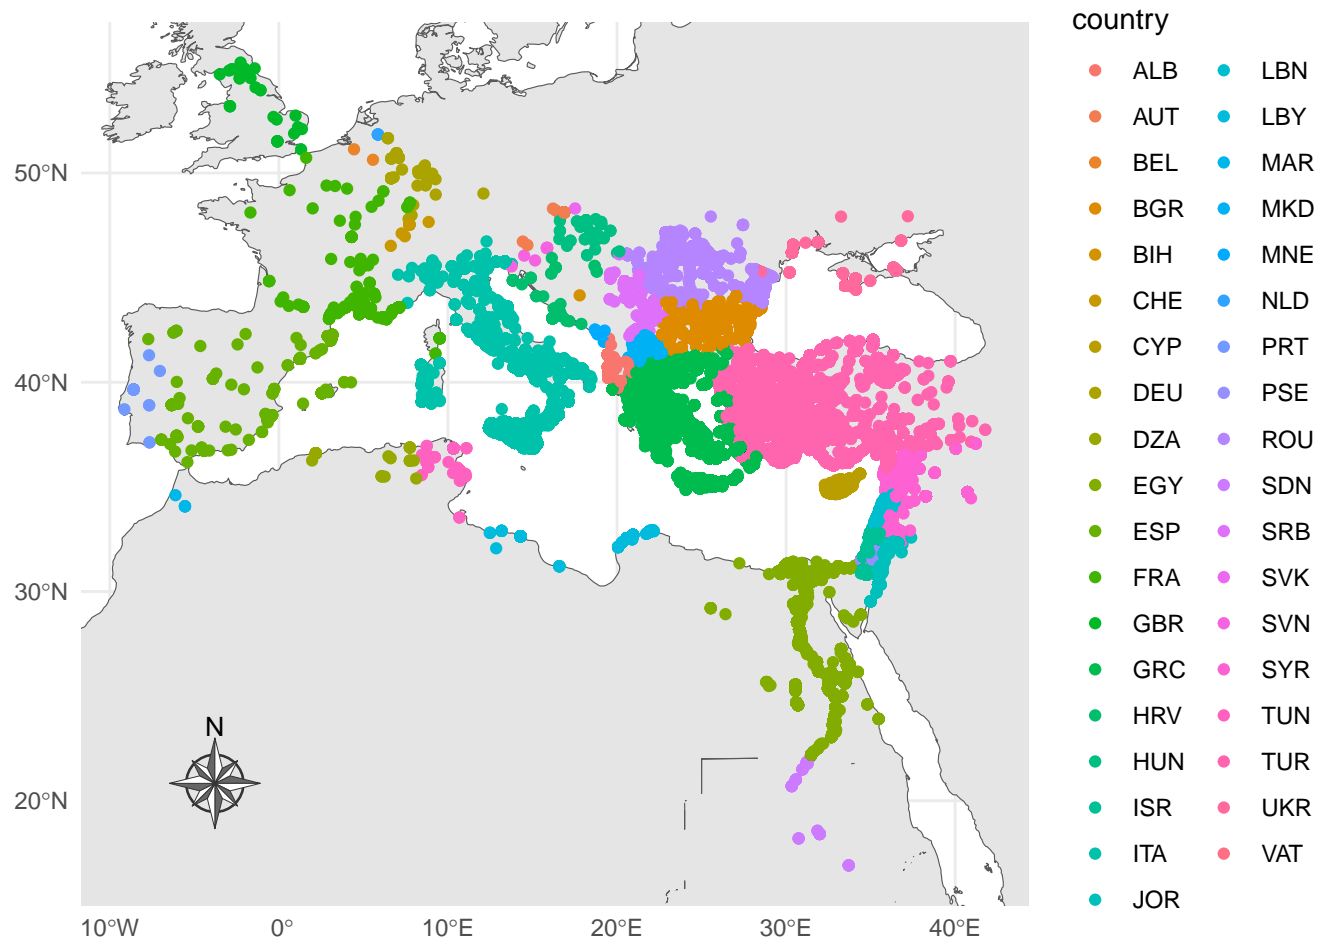 country
ALB
AUT
BEL
BGR
BIH
CHE
CYP
DEU
DZA
EGY
ESP
FRA
GBR
GRC
HRV
HUN
ISR
ITA
JOR
LBN
LBY
MAR
MKD
MNE
NLD
PRT
PSE
ROU
SDN
SRB
SVK
SVN
SYR
TUN
TUR
UKR
VAT
50°N
40°N
30°N
20°N
N
10°W
0°
10°E
20°E
30°E
40°E